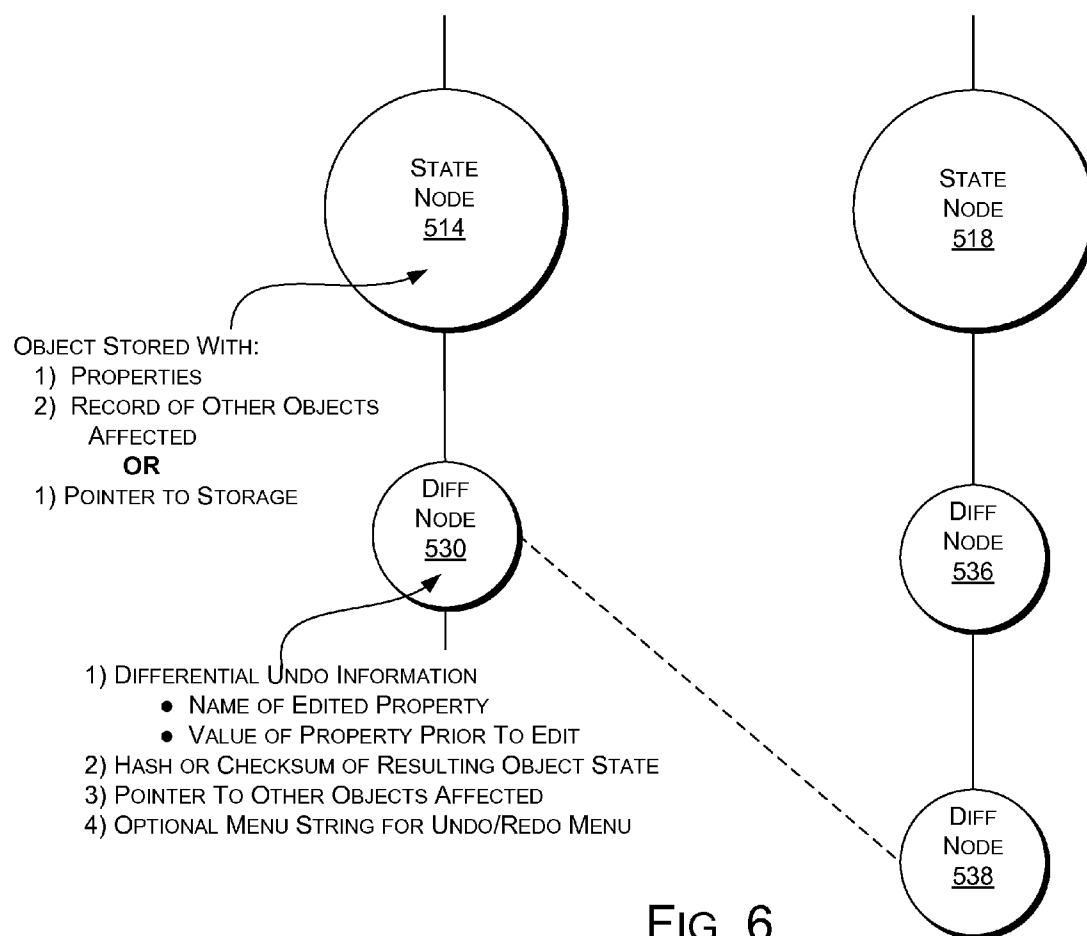 STATE
NODE
514
STATE
NODE
518
OBJECT STORED WITH:
1) PROPERTIES
2) RECORD OF OTHER OBJECTS
AFFECTED
OR
1) POINTER TO STORAGE
DIFF
NODE
530
DIFF
NODE
536
1) DIFFERENTIAL UNDO INFORMATION
● NAME OF EDITED PROPERTY
● VALUE OF PROPERTY PRIOR TO EDIT
2) HASH OR CHECKSUM OF RESULTING OBJECT STATE
3) POINTER TO OTHER OBJECTS AFFECTED
4) OPTIONAL MENU STRING FOR UNDO/REDO MENU
DIFF
NODE
538
FIG. 6